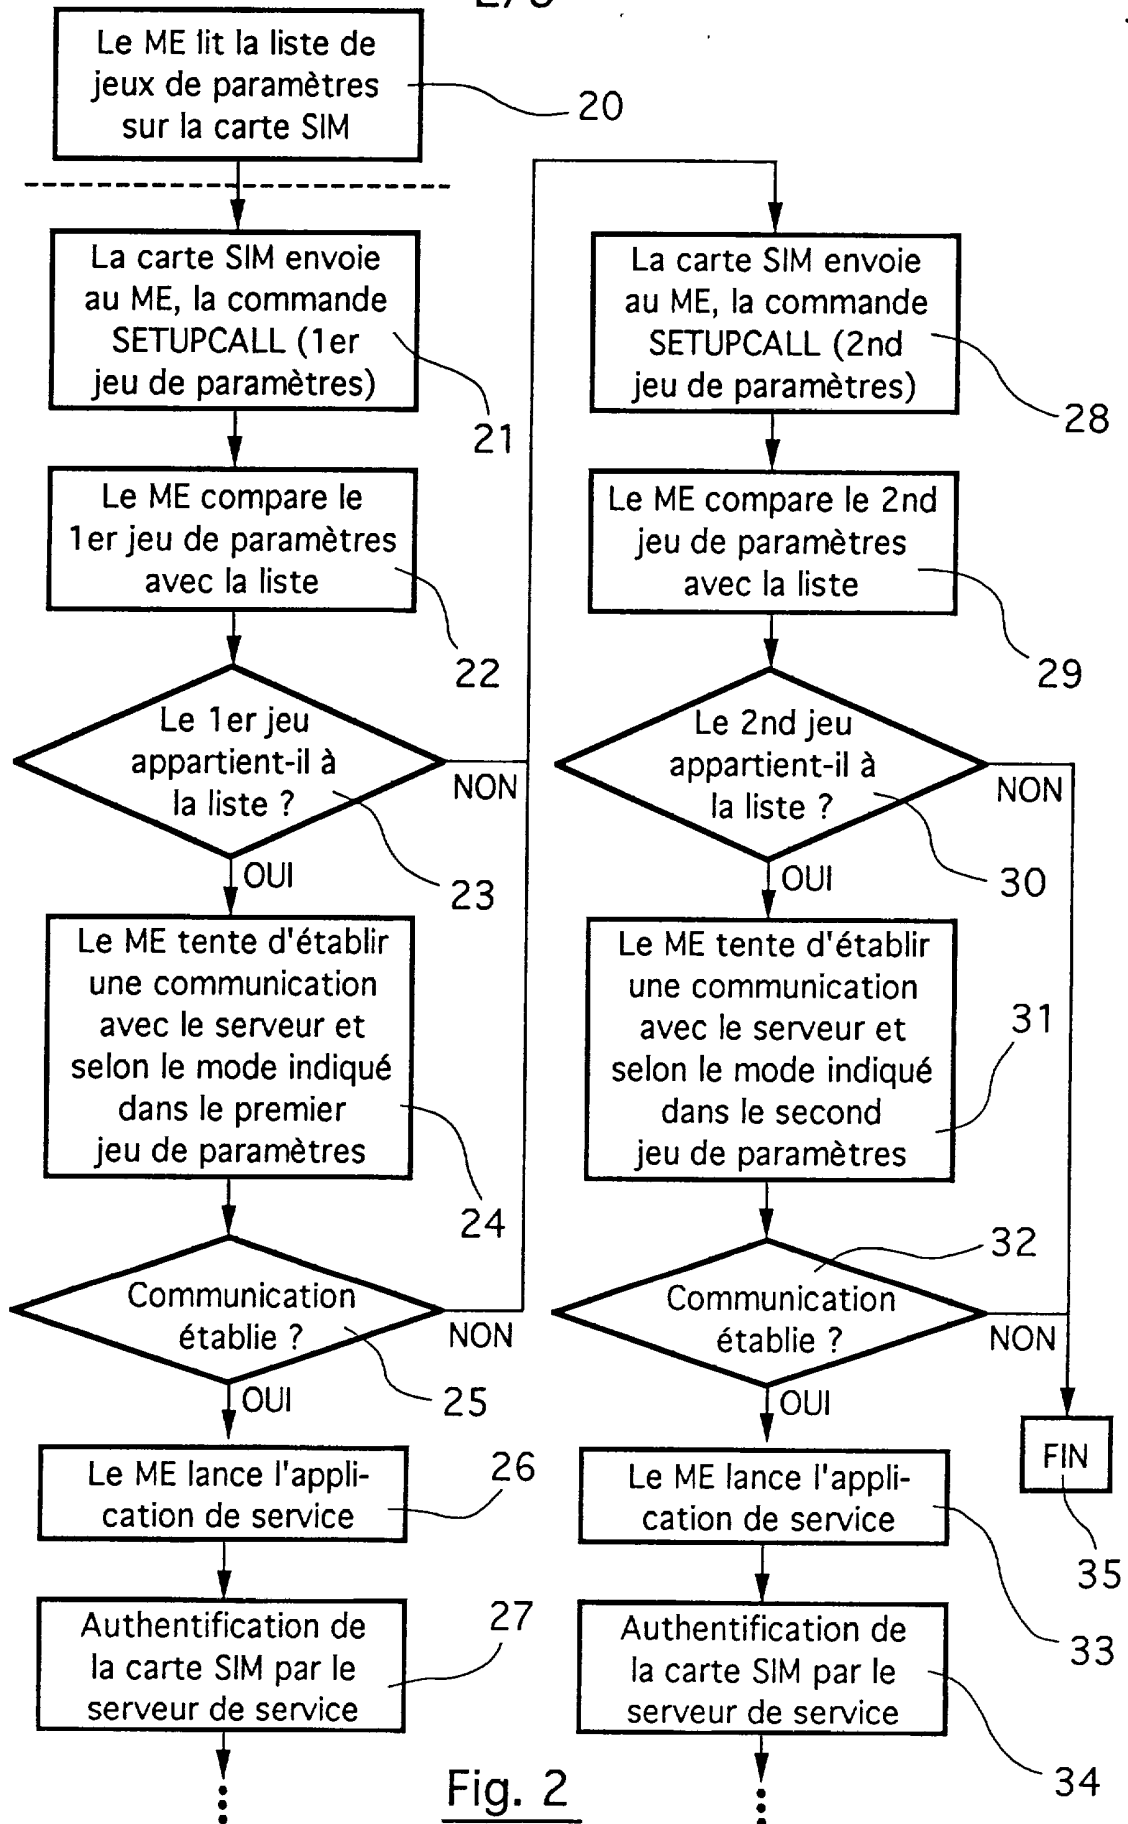 Le ME lit la liste de
jeux de paramètres
sur la carte SIM
20
La carte SIM envoie
au ME, la commande
SETUPCALL (1er
jeu de paramètres)
21
Le ME compare le
1er jeu de paramètres
avec la liste
22
Le 1er jeu
appartient-il à
la liste ?
NON
23
OUI
Le ME tente d'établir
une communication
avec le serveur et
selon le mode indiqué
dans le premier
jeu de paramètres
24
Communication
établie ?
NON
25
OUI
Le ME lance l'appli-
cation de service
26
Authentification de
la carte SIM par le
serveur de service
27
La carte SIM envoie
au ME, la commande
SETUPCALL (2nd
jeu de paramètres)
28
Le ME compare le 2nd
jeu de paramètres
avec la liste
29
Le 2nd jeu
appartient-il à
la liste ?
NON
30
OUI
Le ME tente d'établir
une communication
avec le serveur et
selon le mode indiqué
dans le second
jeu de paramètres
31
32
Communication
établie ?
NON
OUI
FIN
35
Le ME lance l'appli-
cation de service
33
Authentification de
la carte SIM par le
serveur de service
34
Fig. 2